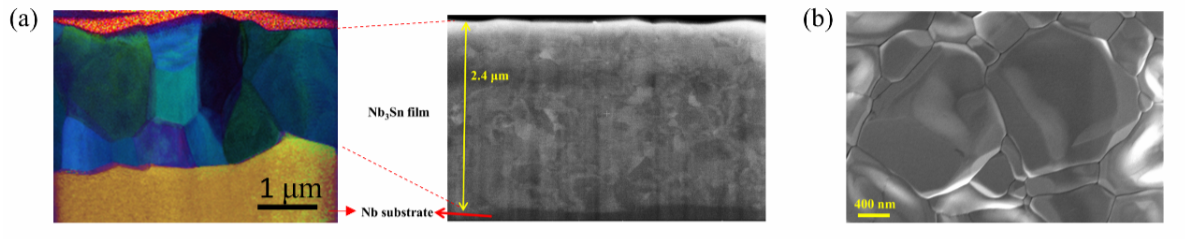 (a)
1 μm
2.4 μm
Nb₃Sn film
Nb substrate
(b)
400 nm